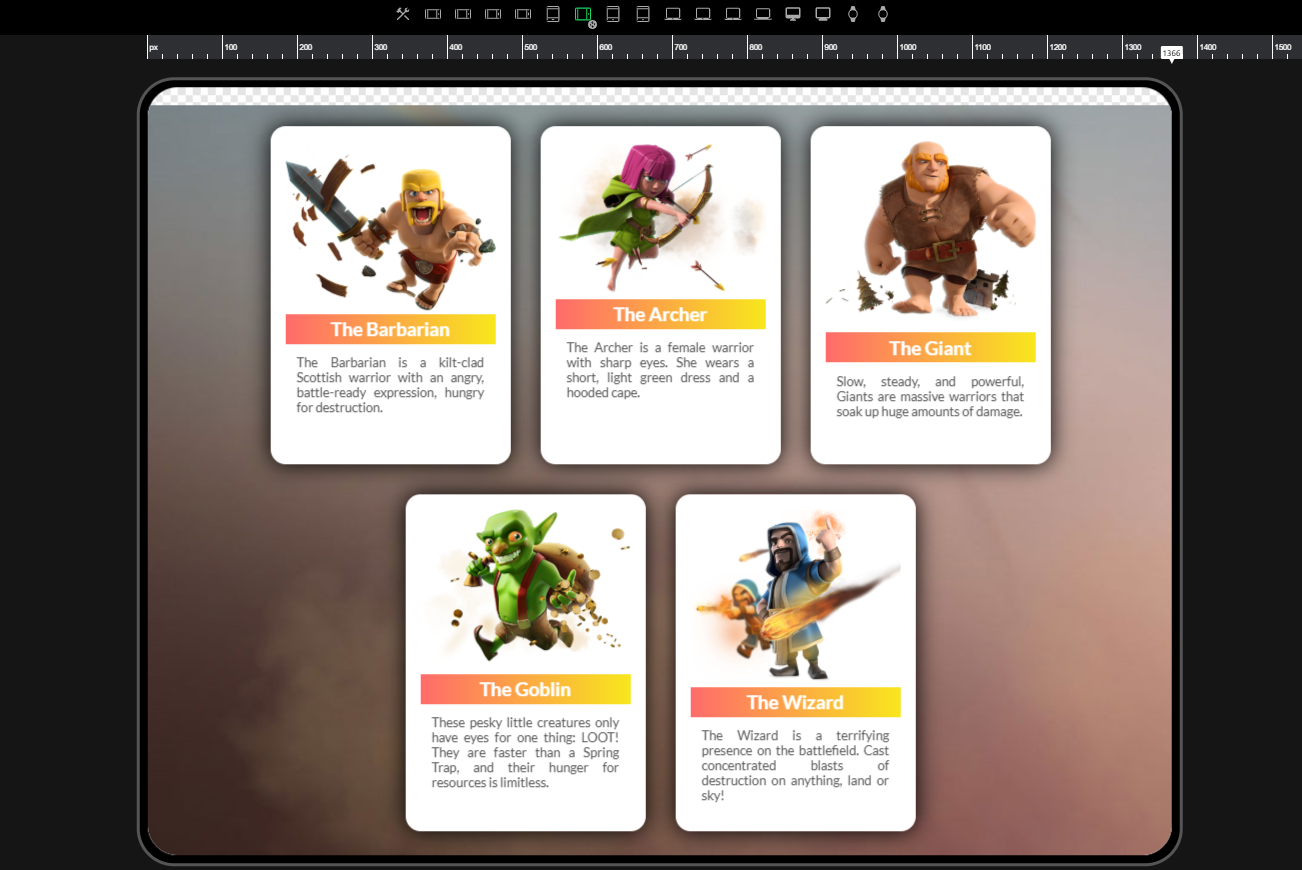 px 100 200 300 400 500 600 700 800 900 1000 1100 1200 1300 1366 1400 1500
The Barbarian
The Barbarian is a kilt-clad
Scottish warrior with an angry,
battle-ready expression, hungry
for destruction.
The Archer
The Archer is a female warrior
with sharp eyes. She wears a
short, light green dress and a
hooded cape.
The Giant
Slow, steady, and powerful,
Giants are massive warriors that
soak up huge amounts of damage.
The Goblin
These pesky little creatures only
have eyes for one thing: LOOT!
They are faster than a Spring
Trap, and their hunger for
resources is limitless.
The Wizard
The Wizard is a terrifying
presence on the battlefield. Cast
concentrated blasts of
destruction on anything, land or
sky!